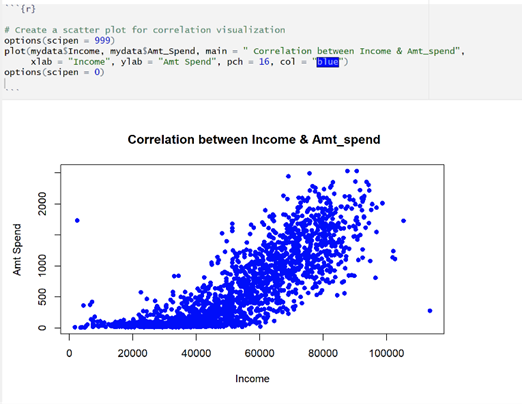 ```{r}
# Create a scatter plot for correlation visualization
options(scipen = 999)
plot(mydata$Income, mydata$Amt_Spend, main = " Correlation between Income & Amt_spend",
xlab = "Income", ylab = "Amt Spend", pch = 16, col = "blue")
options(scipen = 0)
```
Correlation between Income & Amt_spend
Amt Spend
2000
1000
500
0
0
20000
40000
60000
80000
100000
Income